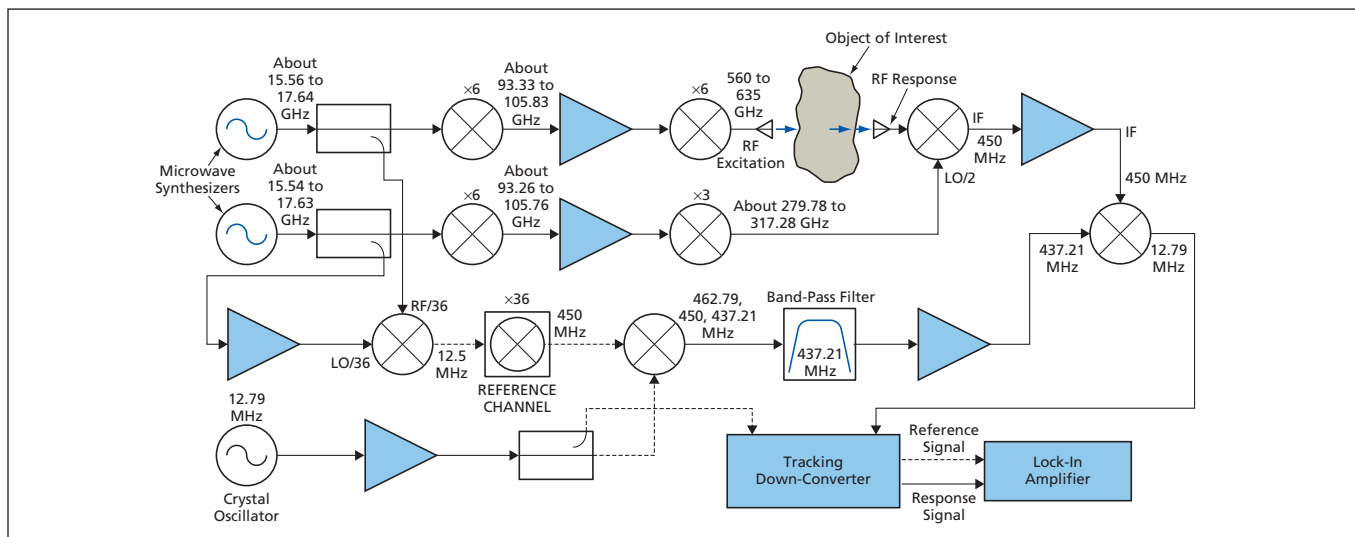 Object of Interest
About
15.56 to
17.64
GHz
×6
About
93.33 to
105.83
GHz
×6
560 to
635
GHz
RF Response
RF
Excitation
IF
450
MHz
LO/2
IF
450 MHz
Microwave
Synthesizers
About
15.54 to
17.63
GHz
×6
About
93.26 to
105.76
GHz
×3
About 279.78 to
317.28 GHz
437.21
MHz
12.79
MHz
RF/36
LO/36
12.5
MHz
×36
REFERENCE
CHANNEL
450
MHz
462.79,
450, 437.21
MHz
Band-Pass Filter
437.21
MHz
12.79
MHz
Crystal
Oscillator
Tracking
Down-Converter
Reference
Signal
Response
Signal
Lock-In
Amplifier